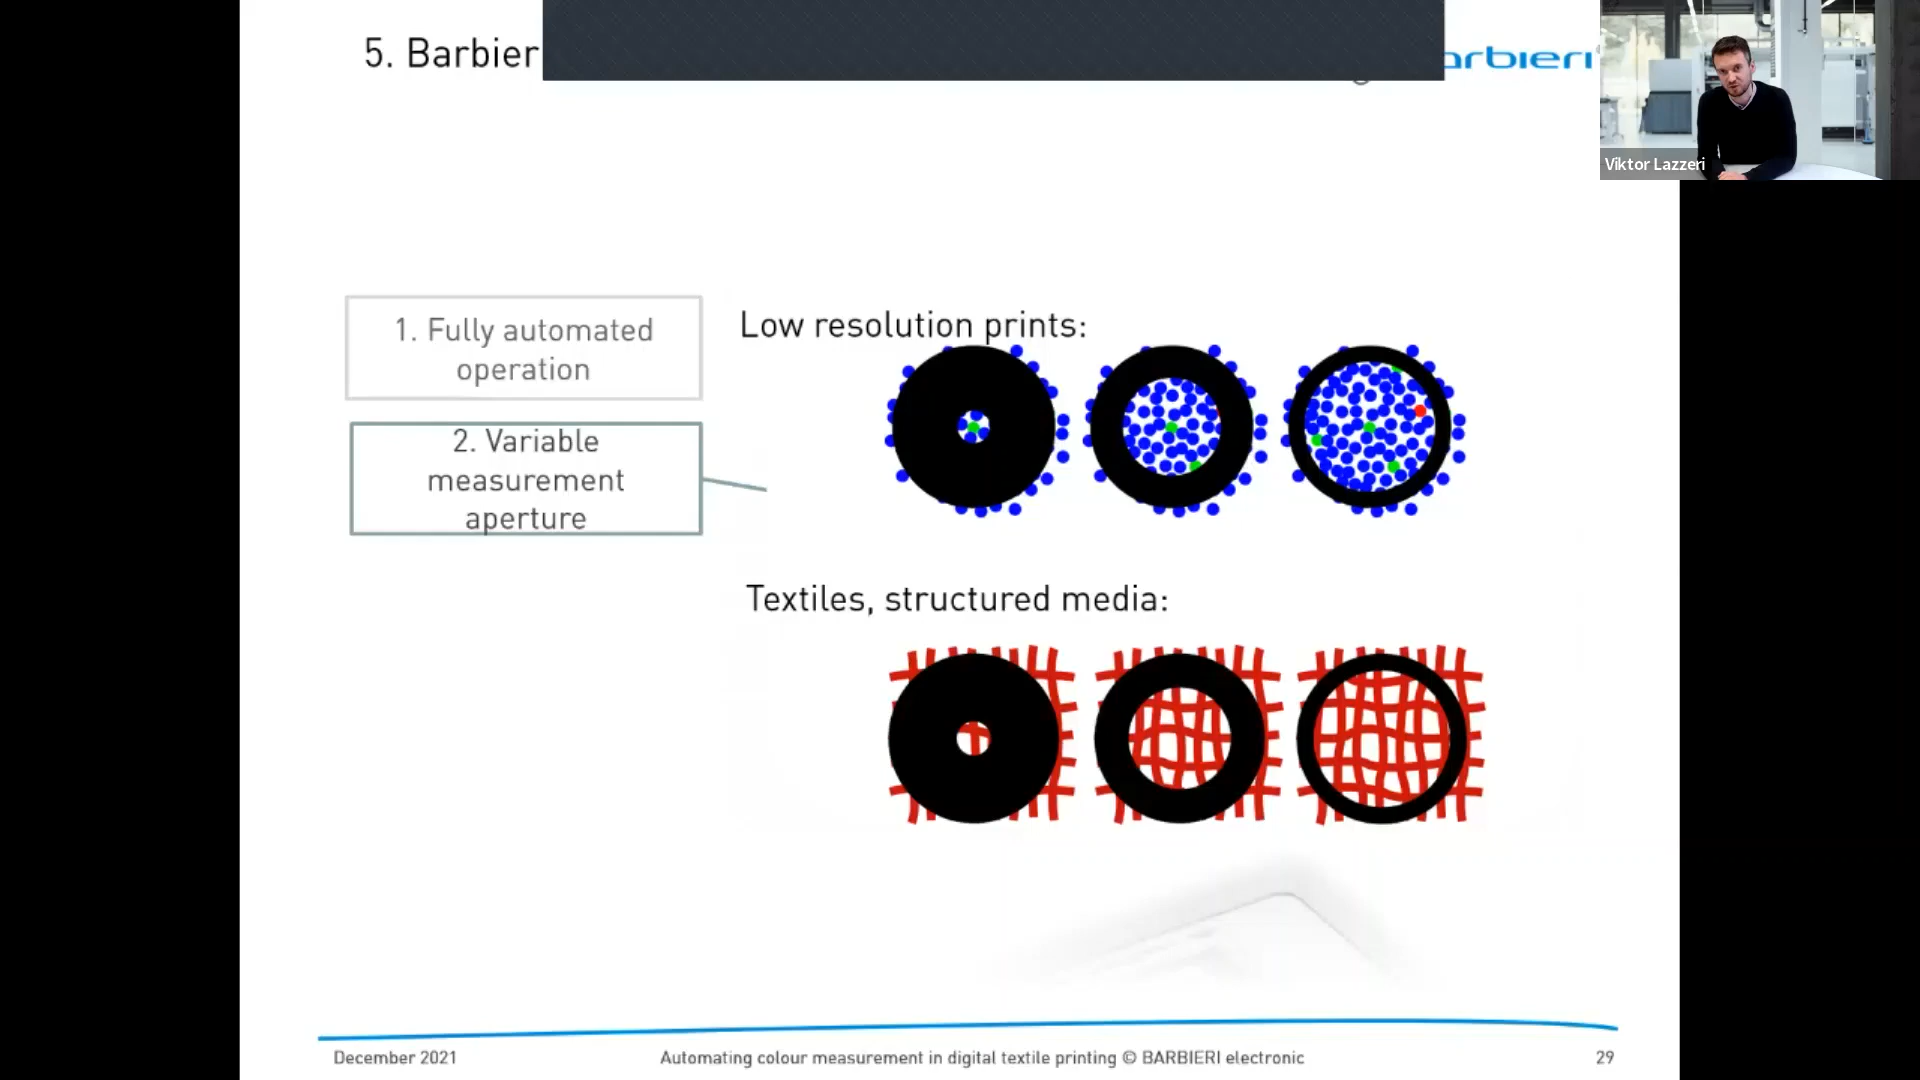 5. Barbier
arbieri
Viktor Lazzeri
1. Fully automated
operation
2. Variable
measurement
aperture
Low resolution prints:
Textiles, structured media:
December 2021
Automating colour measurement in digital textile printing © BARBIERI electronic
29